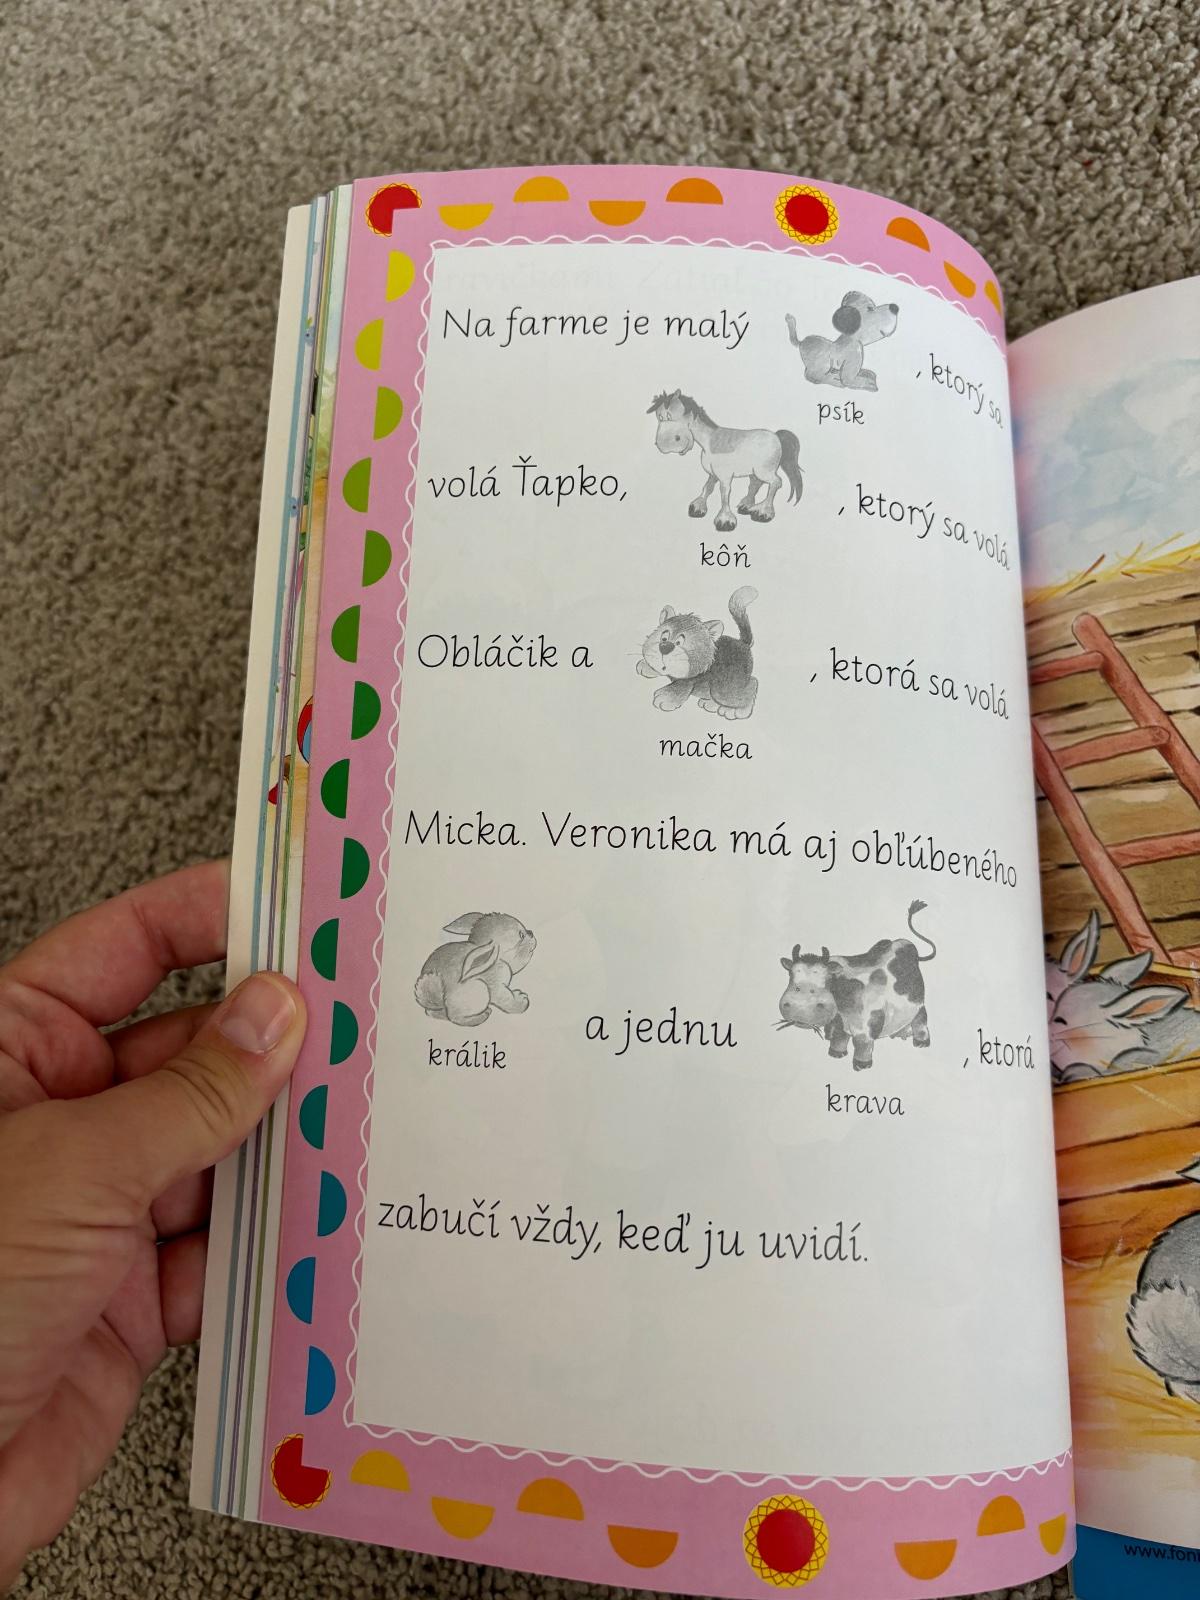 Na farme je malý , ktorý sa
psík
volá Ťapko, , ktorý sa volá
kôň
Obláčik a , ktorá sa volá
mačka
Micka. Veronika má aj obľúbeného
a jednu , ktorá
králik
krava
zabučí vždy, keď ju uvidí.